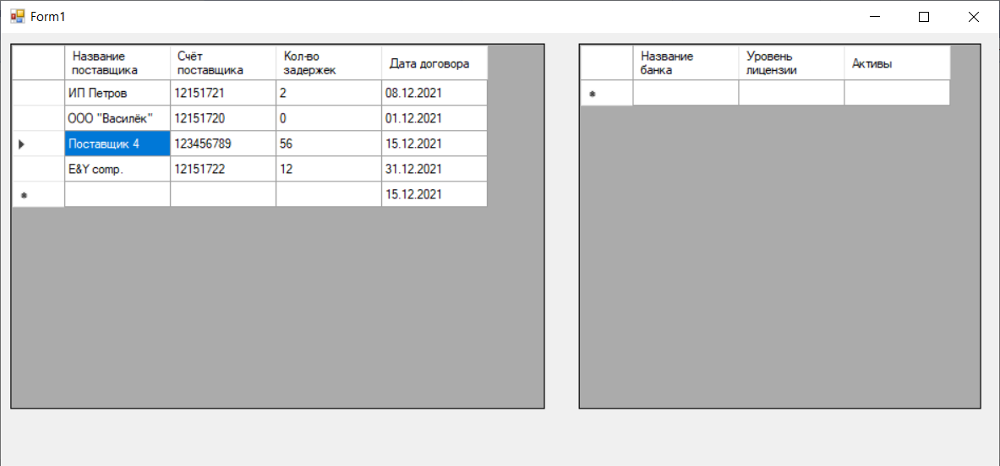 Form1
Название поставщика Счёт поставщика Кол-во задержек Дата договора
ИП Петров 12151721 2 08.12.2021
ООО "Василёк" 12151720 0 01.12.2021
Поставщик 4 123456789 56 15.12.2021
E&Y comp. 12151722 12 31.12.2021
15.12.2021
Название банка Уровень лицензии Активы